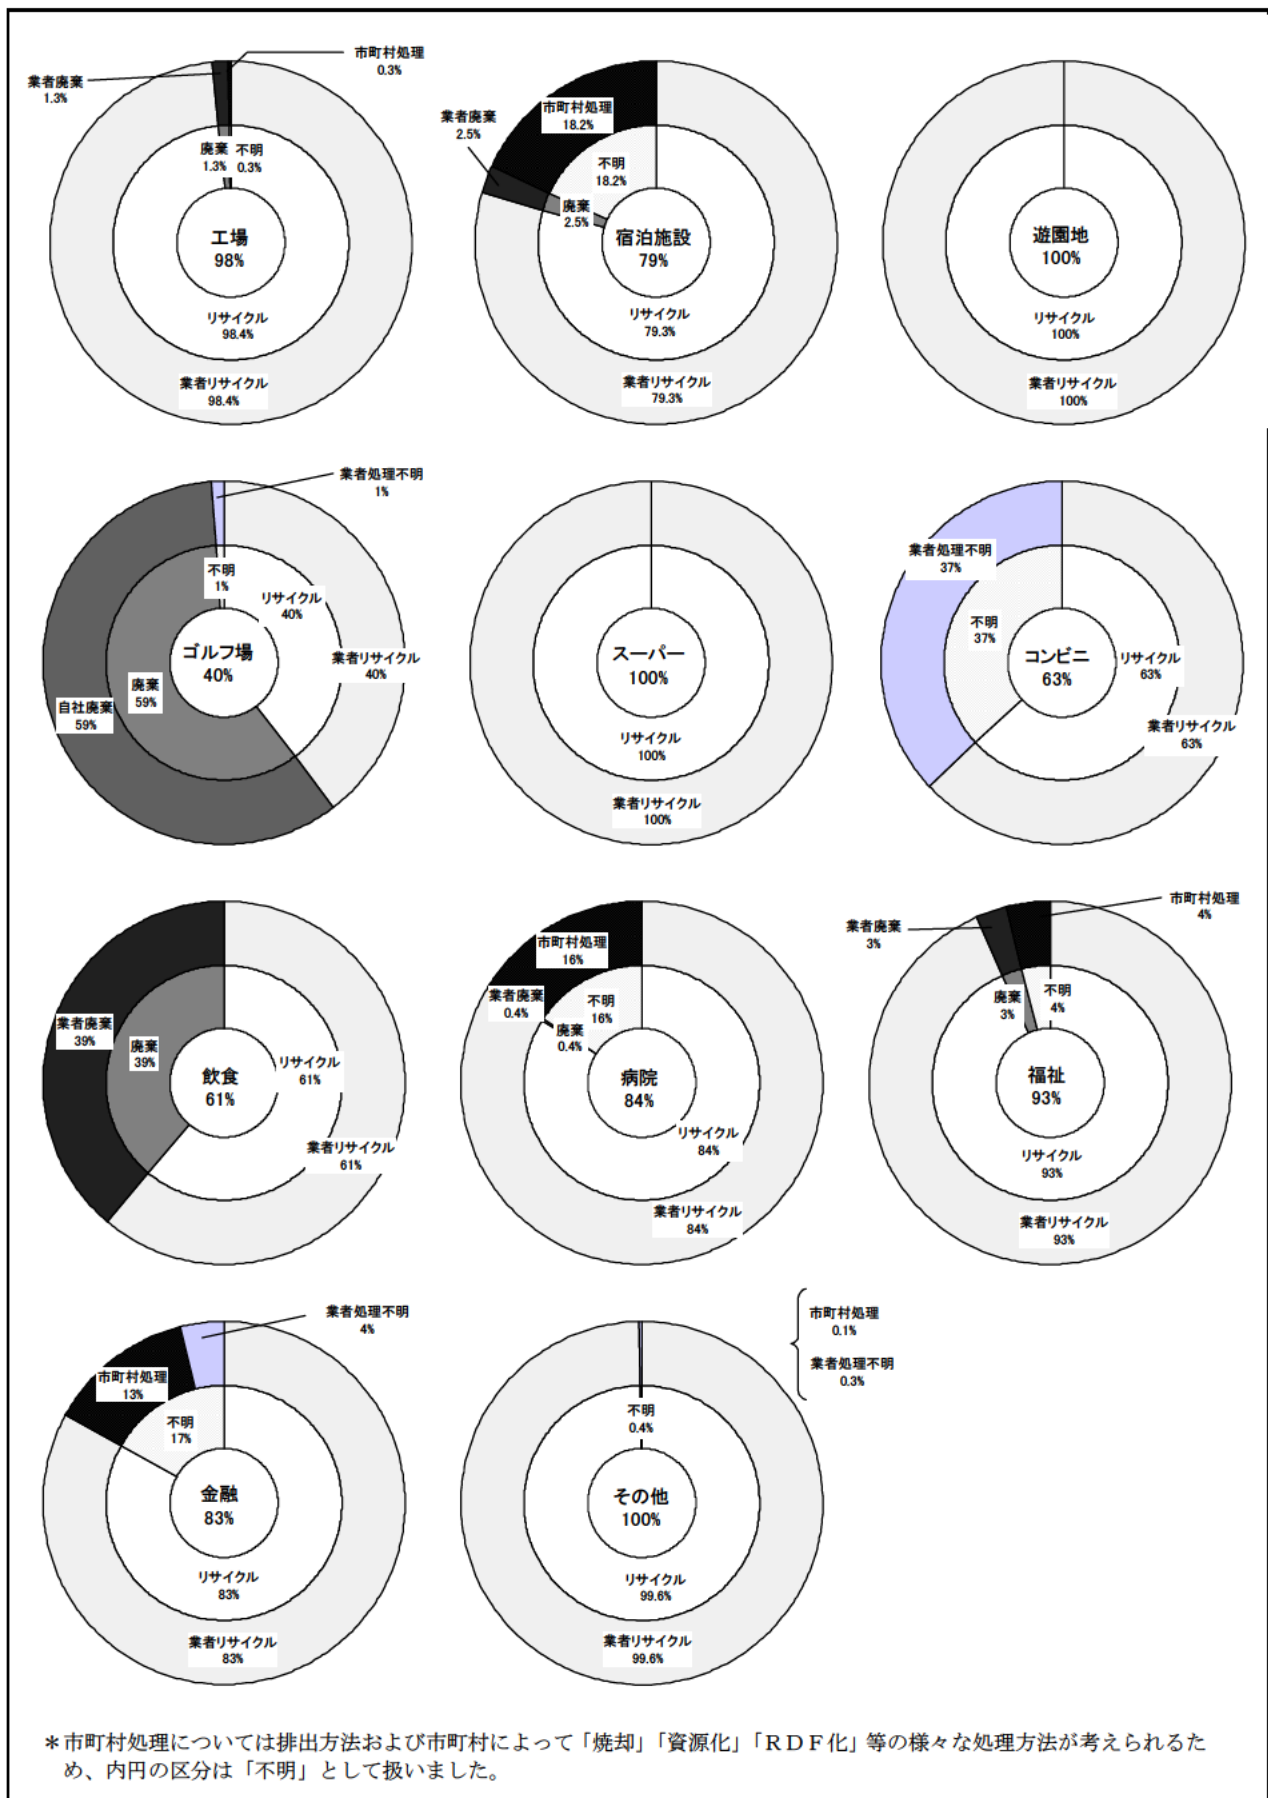 市町村処理
0.3%
業者廃棄
1.3%
廃棄
1.3%
不明
0.3%
工場
98%
リサイクル
98.4%
業者リサイクル
98.4%
業者廃棄
2.5%
市町村処理
18.2%
不明
18.2%
廃棄
2.5%
宿泊施設
79%
リサイクル
79.3%
業者リサイクル
79.3%
遊園地
100%
リサイクル
100%
業者リサイクル
100%
業者処理不明
1%
不明
1%
リサイクル
40%
ゴルフ場
40%
業者リサイクル
40%
廃棄
59%
自社廃棄
59%
スーパー
100%
リサイクル
100%
業者リサイクル
100%
業者処理不明
37%
不明
37%
コンビニ
63%
リサイクル
63%
業者リサイクル
63%
業者廃棄
39%
廃棄
39%
飲食
61%
リサイクル
61%
業者リサイクル
61%
市町村処理
16%
業者廃棄
0.4%
不明
16%
廃棄
0.4%
病院
84%
リサイクル
84%
業者リサイクル
84%
市町村処理
4%
業者廃棄
3%
廃棄
3%
不明
4%
福祉
93%
リサイクル
93%
業者リサイクル
93%
業者処理不明
4%
市町村処理
13%
不明
17%
金融
83%
リサイクル
83%
業者リサイクル
83%
市町村処理
0.1%
業者処理不明
0.3%
不明
0.4%
その他
100%
リサイクル
99.6%
業者リサイクル
99.6%
＊市町村処理については排出方法および市町村によって「焼却」「資源化」「ＲＤＦ化」等の様々な処理方法が考えられるた
め、内円の区分は「不明」として扱いました。